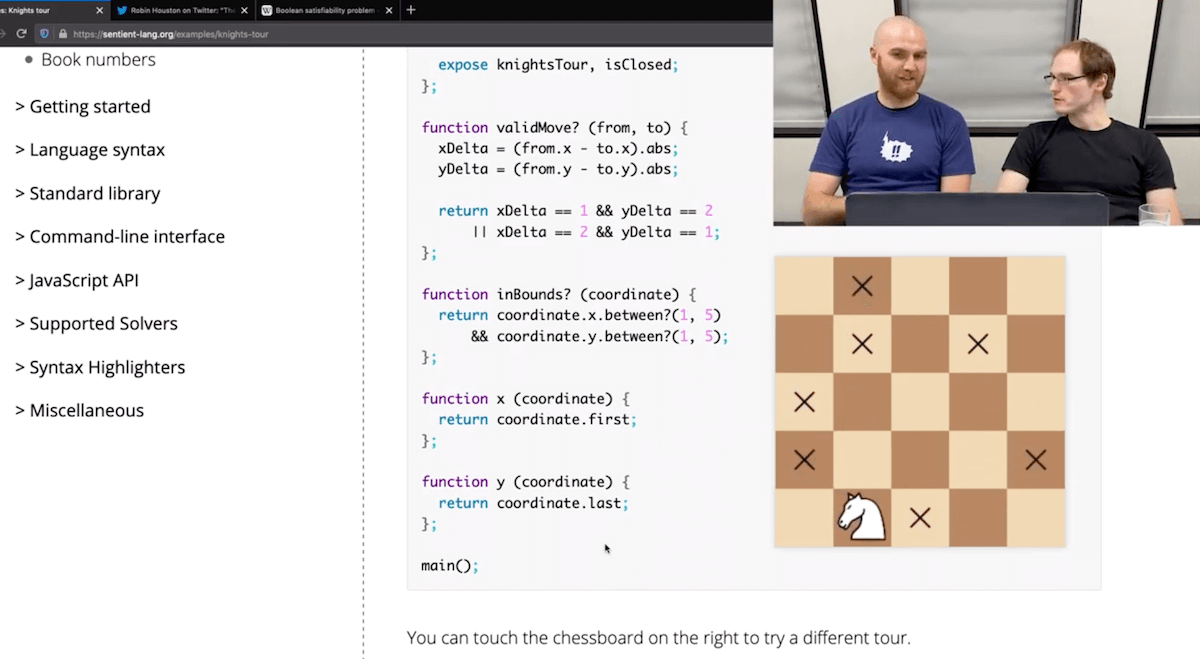 s: Knights tour
Robin Houston on Twitter: "The
Boolean satisfiability problem
https://sentient-lang.org/examples/knights-tour
Book numbers
> Getting started
> Language syntax
> Standard library
> Command-line interface
> JavaScript API
> Supported Solvers
> Syntax Highlighters
> Miscellaneous
expose knightsTour, isClosed;
};
function validMove? (from, to) {
xDelta = (from.x - to.x).abs;
yDelta = (from.y - to.y).abs;
return xDelta == 1 && yDelta == 2
|| xDelta == 2 && yDelta == 1;
};
function inBounds? (coordinate) {
return coordinate.x.between?(1, 5)
&& coordinate.y.between?(1, 5);
};
function x (coordinate) {
return coordinate.first;
};
function y (coordinate) {
return coordinate.last;
};
main();
!!
You can touch the chessboard on the right to try a different tour.